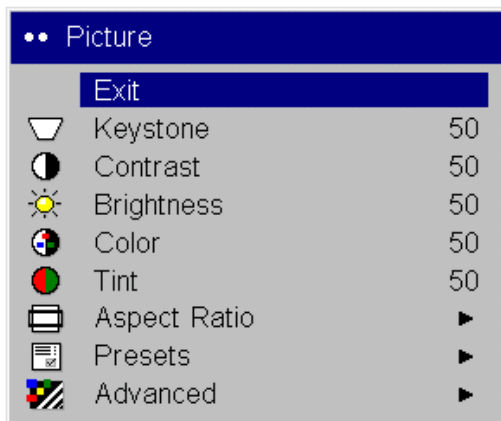 Picture
Exit
Keystone 50
Contrast 50
Brightness 50
Color 50
Tint 50
Aspect Ratio
Presets
Advanced